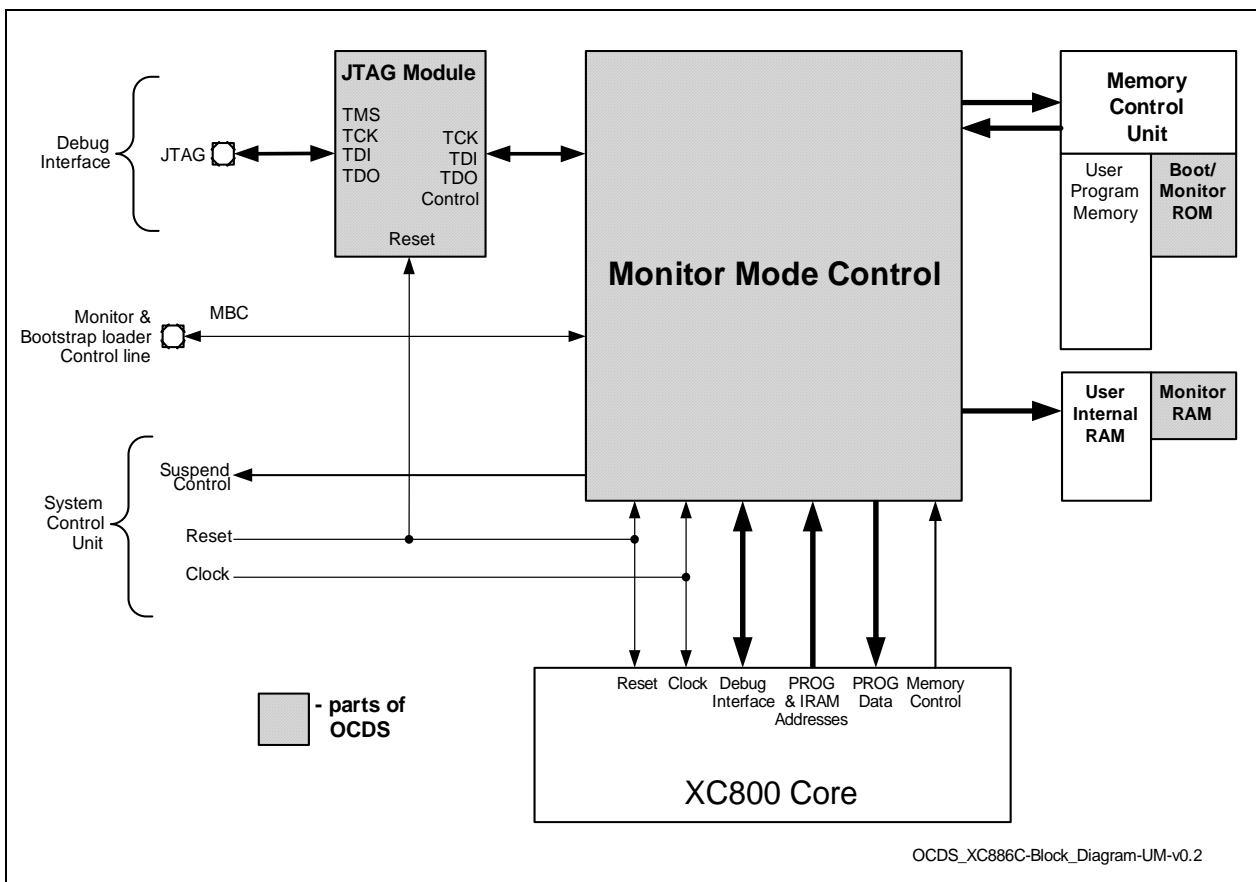 JTAG Module
TMS
TCK
TDI
TDO
TCK
TDI
TDO
Control
Reset
Debug
Interface
JTAG
Monitor Mode Control
Memory
Control
Unit
User
Program
Memory
Boot/
Monitor
ROM
Monitor &
Bootstrap loader
Control line
MBC
User
Internal
RAM
Monitor
RAM
System
Control
Unit
Suspend
Control
Reset
Clock
Reset
Clock
Debug
Interface
PROG
& IRAM
Addresses
PROG
Data
Memory
Control
- parts of
OCDS
XC800 Core
OCDS_XC886C-Block_Diagram-UM-v0.2